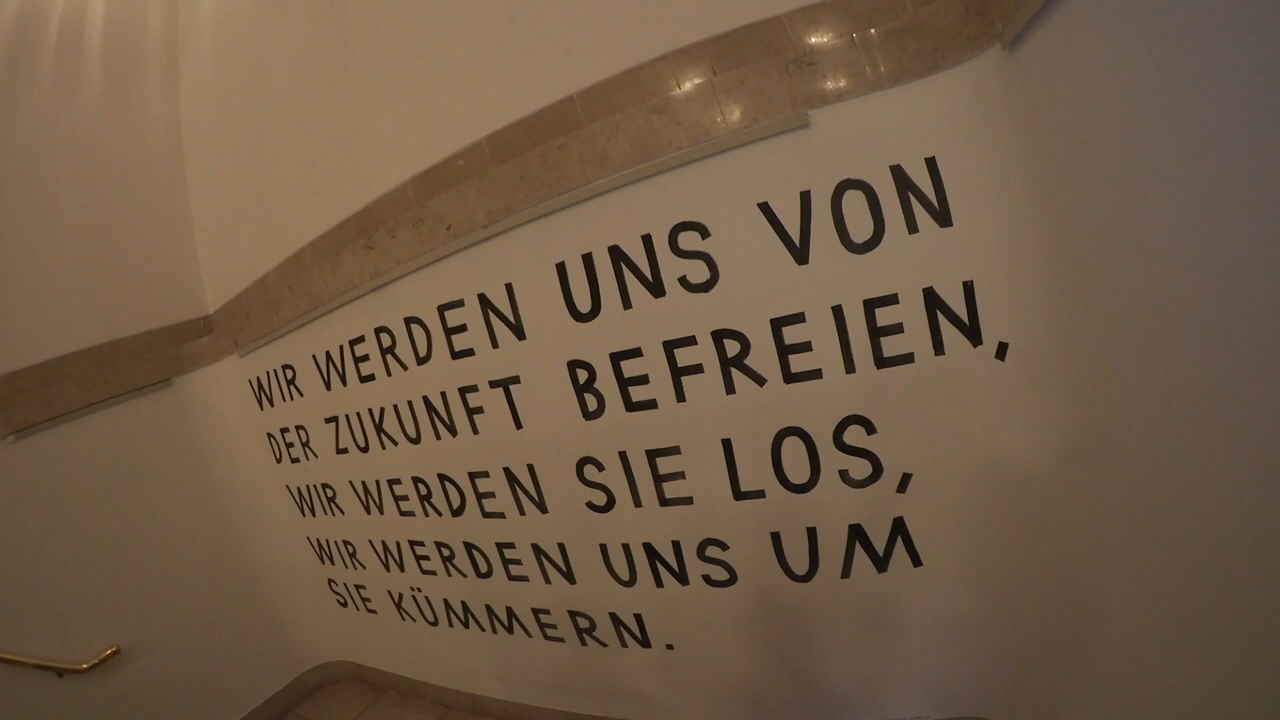 WIR WERDEN UNS VON
DER ZUKUNFT BEFREIEN,
WIR WERDEN SIE LOS,
WIR WERDEN UNS UM
SIE KÜMMERN.